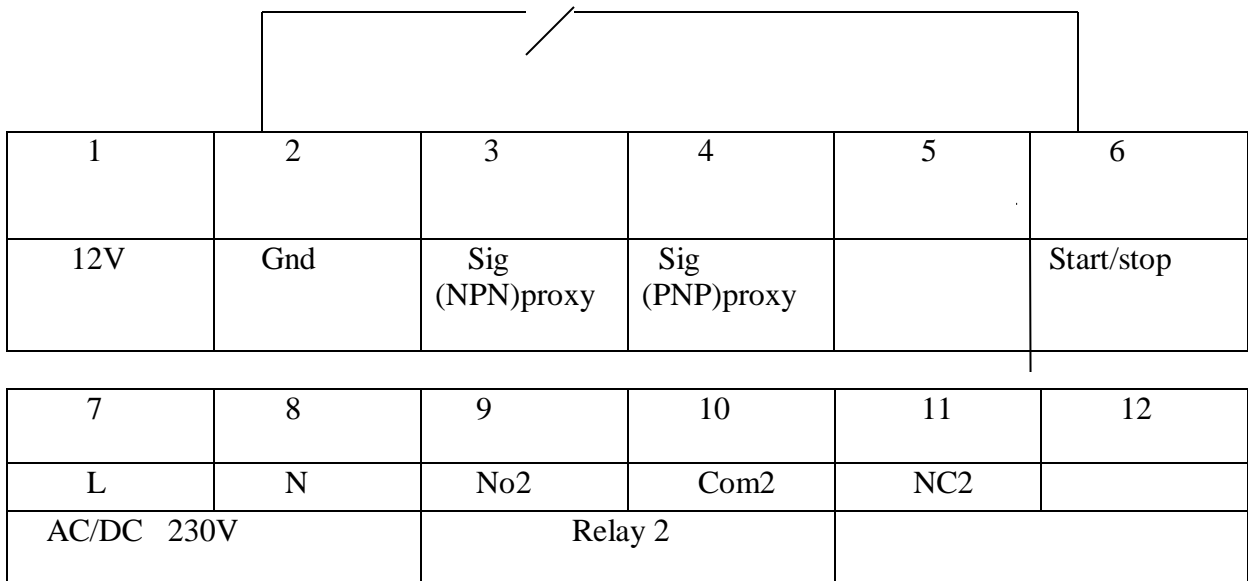 1 2 3 4 5 6
12V Gnd Sig (NPN)proxy Sig (PNP)proxy Start/stop
7 8 9 10 11 12
L N No2 Com2 NC2
AC/DC 230V Relay 2